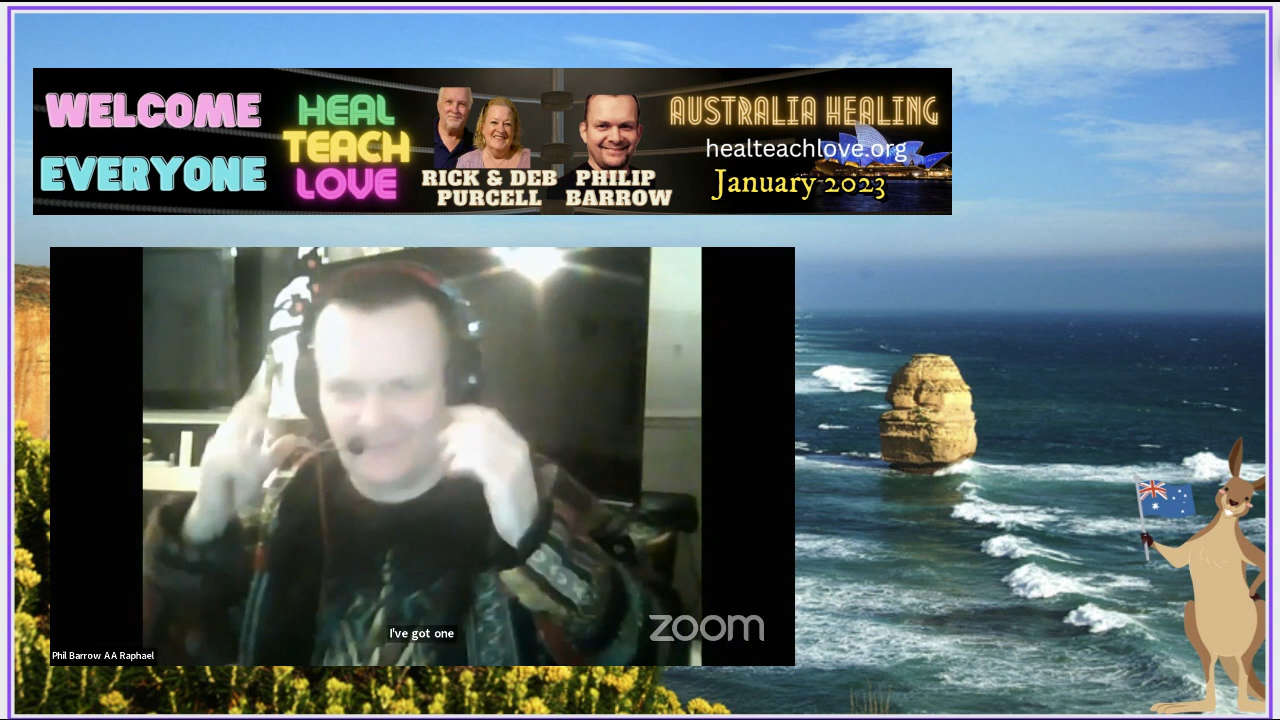 WELCOME
EVERYONE
HEAL
TEACH
LOVE
RICK & DEB
PURCELL
PHILIP
BARROW
AUSTRALIA HEALING
healteachlove.org
January 2023
I've got one
zoom
Phil Barrow AA Raphael